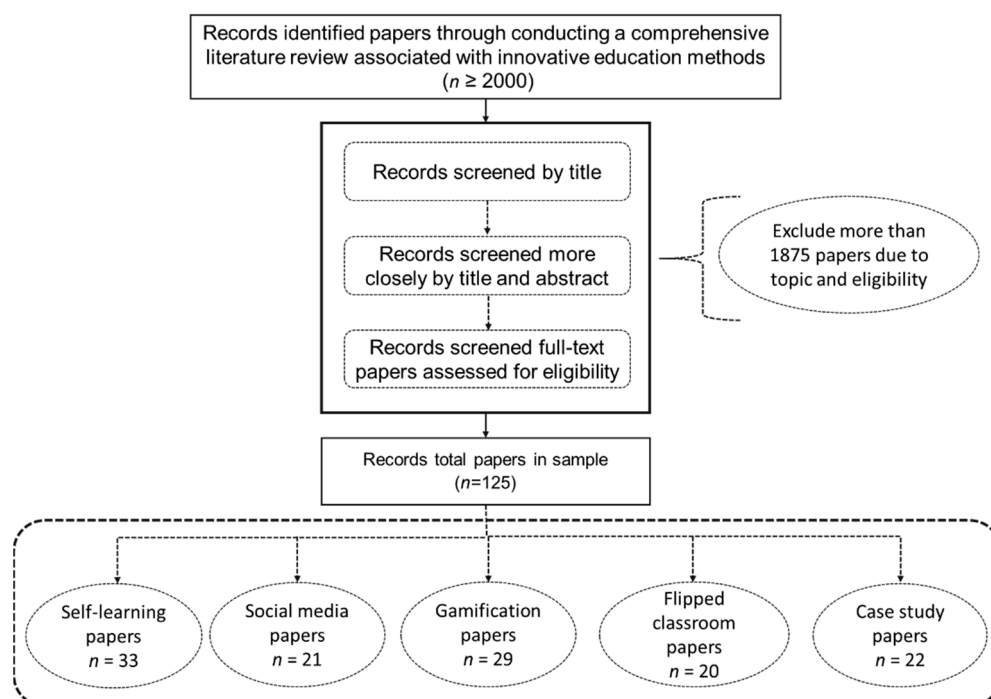 Records identified papers through conducting a comprehensive
literature review associated with innovative education methods
(n ≥ 2000)
Records screened by title
Records screened more
closely by title and abstract
Records screened full-text
papers assessed for eligibility
Exclude more than
1875 papers due to
topic and eligibility
Records total papers in sample
(n=125)
Self-learning
papers
n = 33
Social media
papers
n = 21
Gamification
papers
n = 29
Flipped
classroom
papers
n = 20
Case study
papers
n = 22